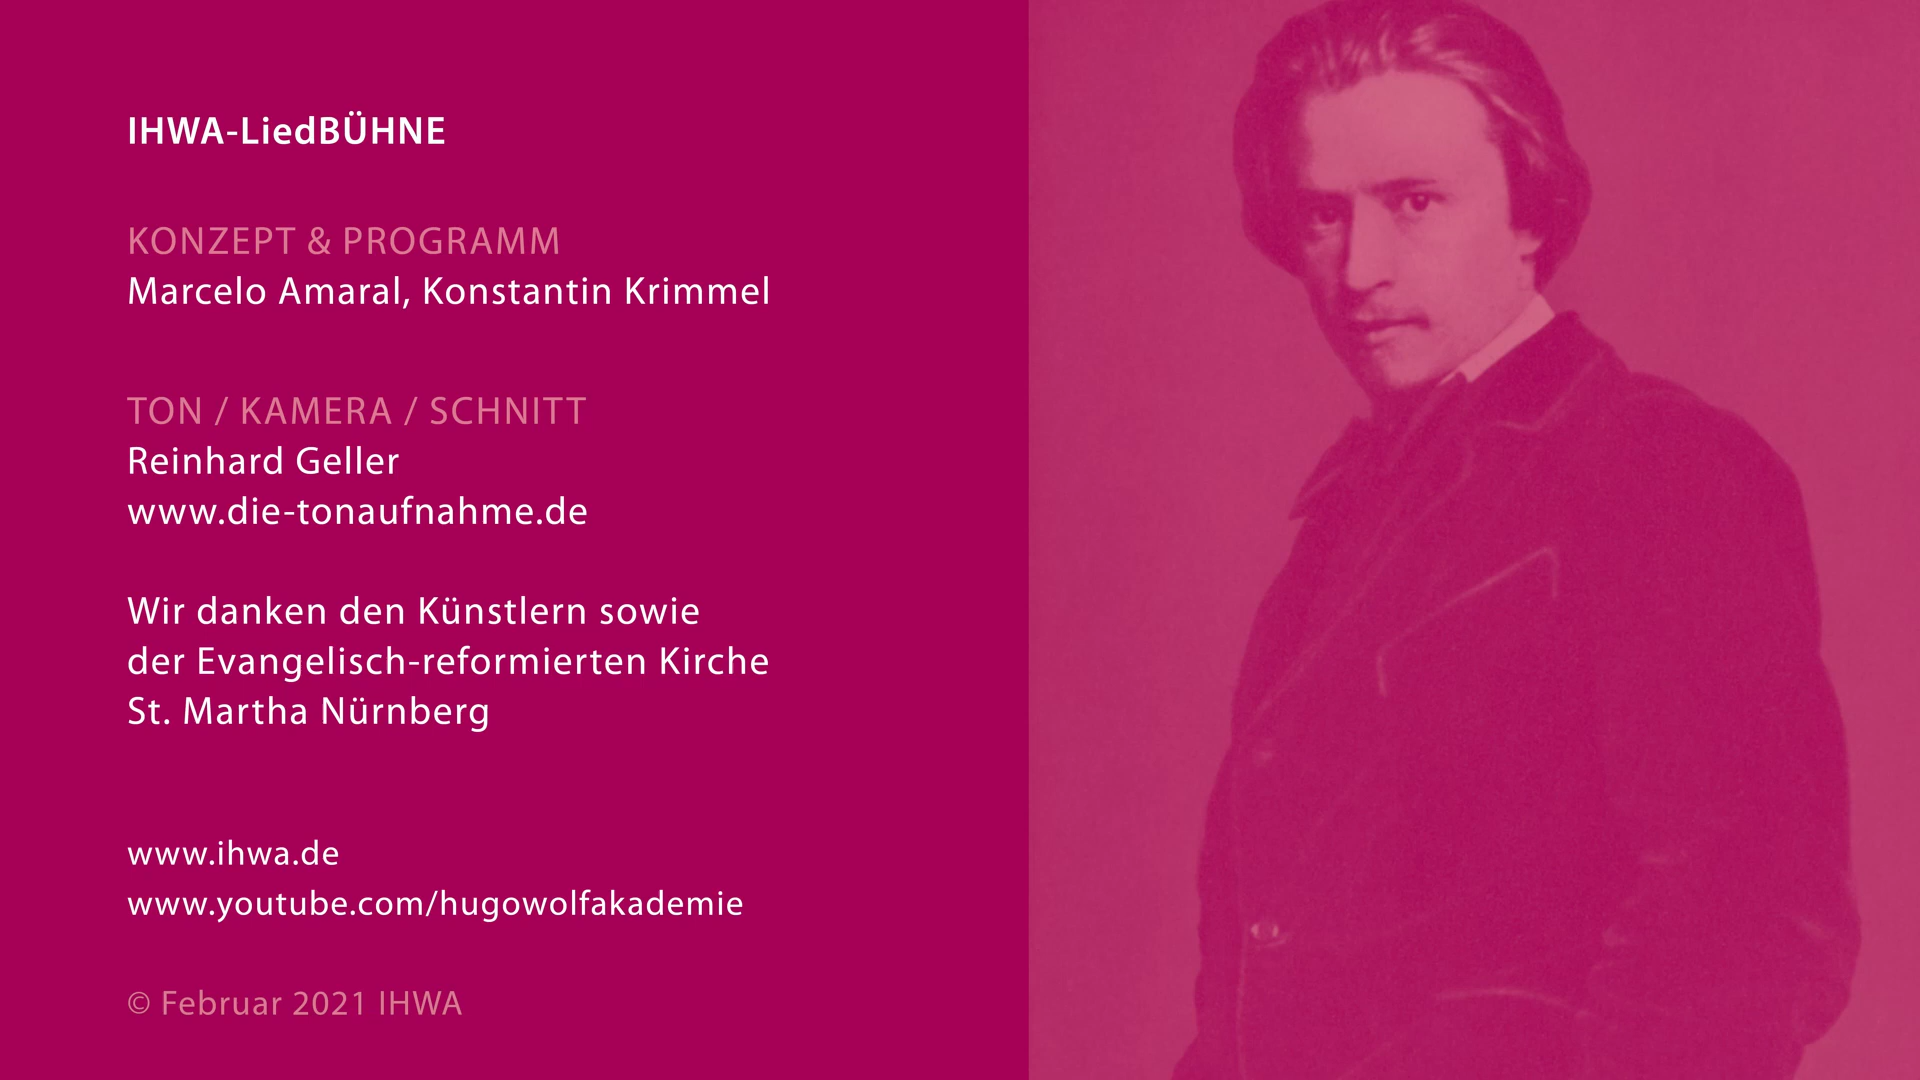 IHWA-LiedBÜHNE
KONZEPT & PROGRAMM
Marcelo Amaral, Konstantin Krimmel
TON / KAMERA / SCHNITT
Reinhard Geller
www.die-tonaufnahme.de
Wir danken den Künstlern sowie
der Evangelisch-reformierten Kirche
St. Martha Nürnberg
www.ihwa.de
www.youtube.com/hugowolfakademie
© Februar 2021 IHWA